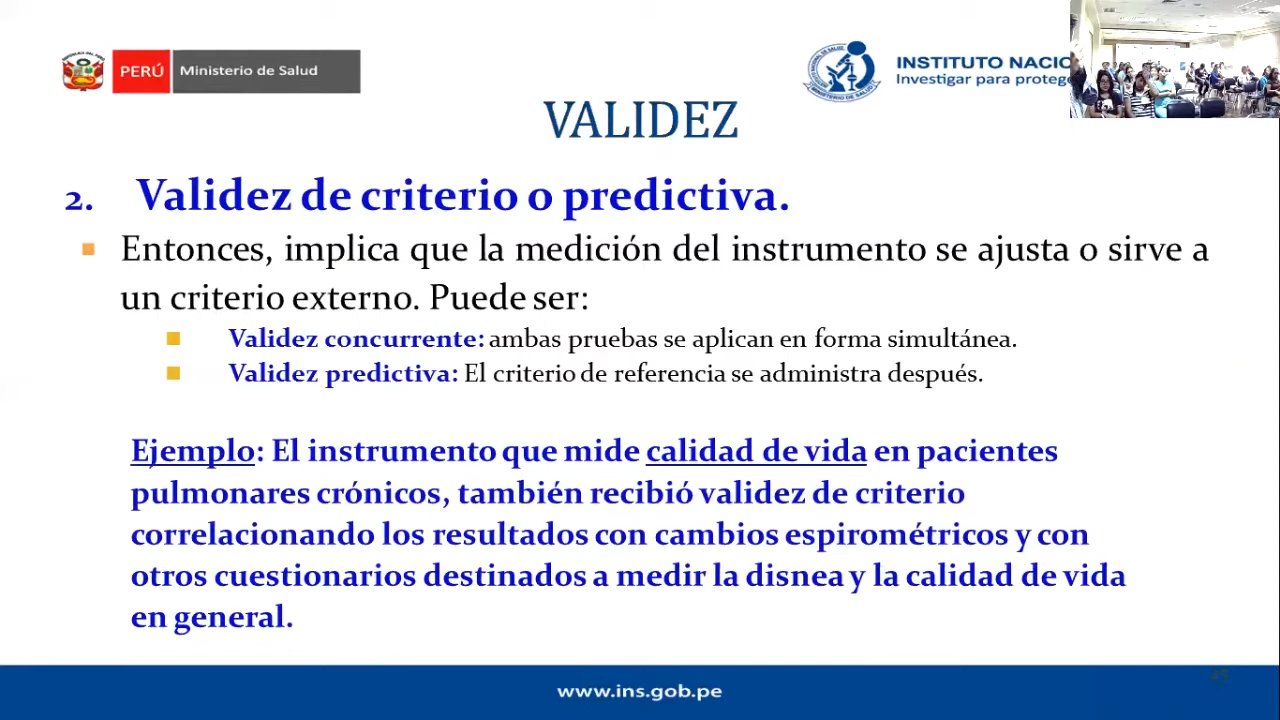 PERÚ Ministerio de Salud
INSTITUTO NACIO
Investigar para proteg
VALIDEZ
2. Validez de criterio o predictiva.
Entonces, implica que la medición del instrumento se ajusta o sirve a
un criterio externo. Puede ser:
Validez concurrente: ambas pruebas se aplican en forma simultánea.
Validez predictiva: El criterio de referencia se administra después.
Ejemplo: El instrumento que mide calidad de vida en pacientes
pulmonares crónicos, también recibió validez de criterio
correlacionando los resultados con cambios espirométricos y con
otros cuestionarios destinados a medir la disnea y la calidad de vida
en general.
www.ins.gob.pe